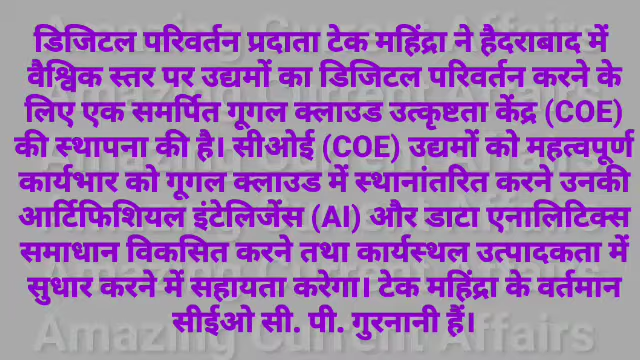 डिजिटल परिवर्तन प्रदाता टेक महिंद्रा ने हैदराबाद में
वैश्विक स्तर पर उद्यमों का डिजिटल परिवर्तन करने के
लिए एक समर्पित गूगल क्लाउड उत्कृष्टता केंद्र (COE)
की स्थापना की है। सीओई (COE) उद्यमों को महत्वपूर्ण
कार्यभार को गूगल क्लाउड में स्थानांतरित करने उनकी
आर्टिफिशियल इंटेलिजेंस (AI) और डाटा एनालिटिक्स
समाधान विकसित करने तथा कार्यस्थल उत्पादकता में
सुधार करने में सहायता करेगा। टेक महिंद्रा के वर्तमान
सीईओ सी. पी. गुरनानी हैं।
Amazing Current Affairs